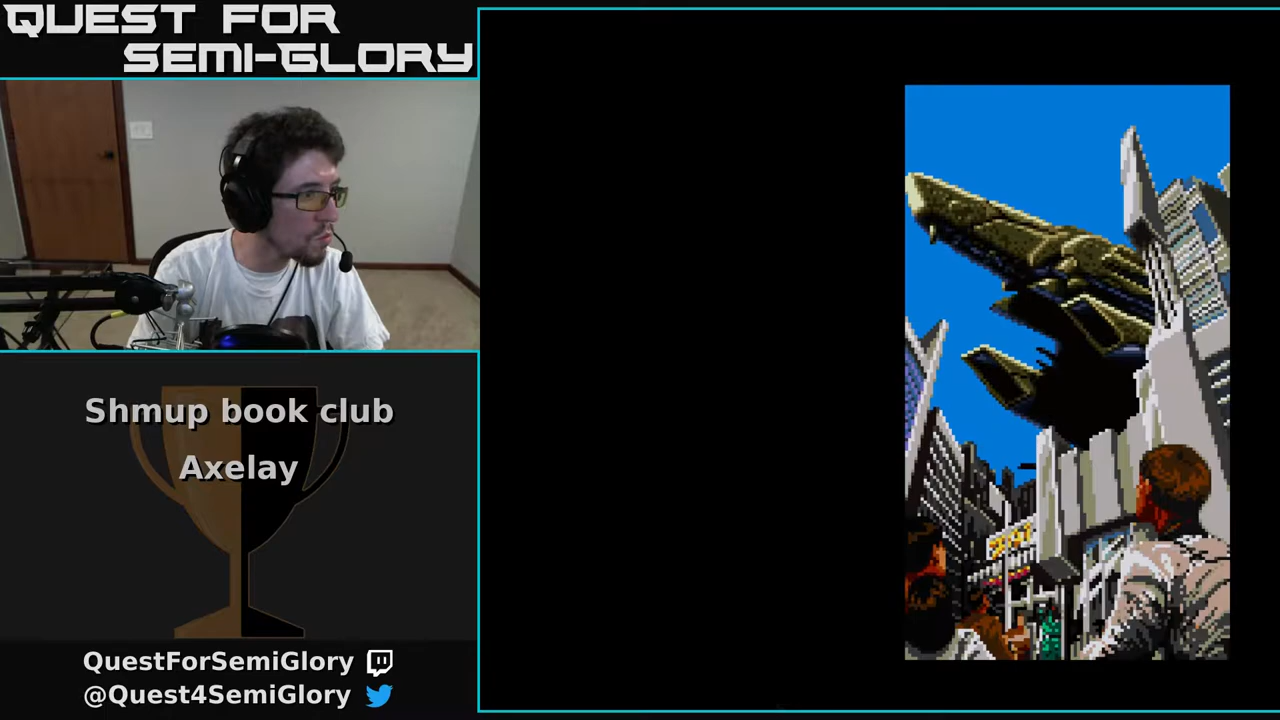 QUEST FOR
SEMI-GLORY
Shmup book club
Axelay
QuestForSemiGlory
@Quest4SemiGlory